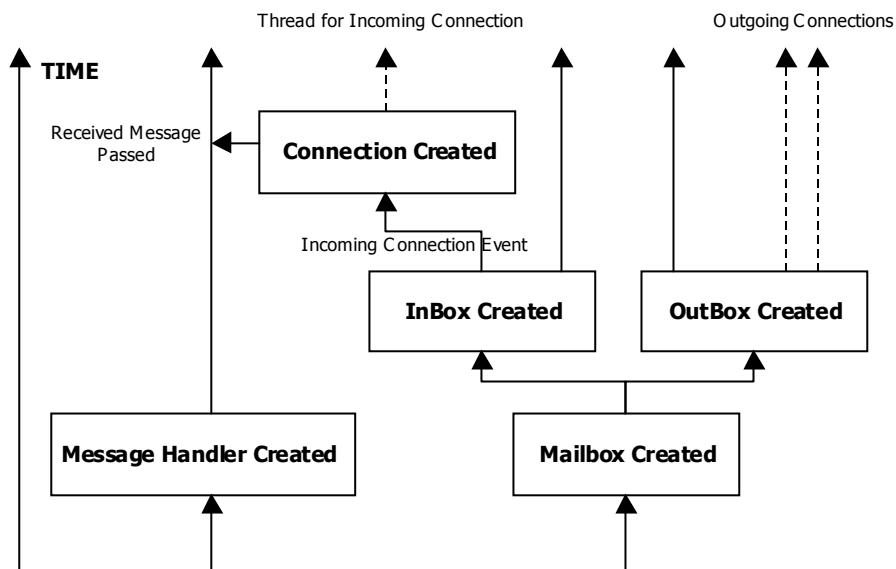 Thread for Incoming Connection
Outgoing Connections
TIME
Received Message
Passed
Connection Created
Incoming Connection Event
InBox Created
OutBox Created
Message Handler Created
Mailbox Created